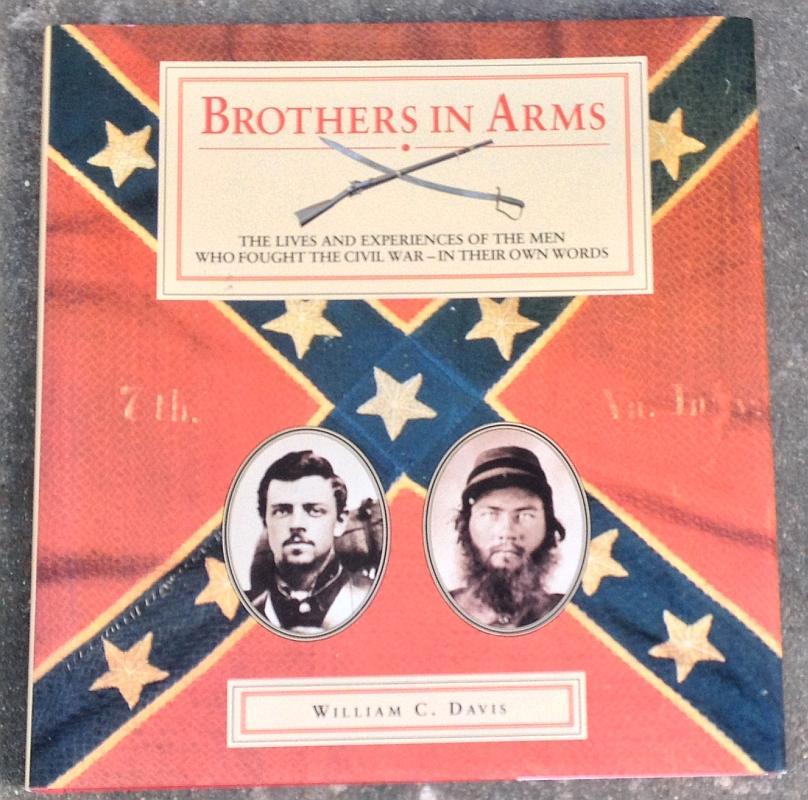 BROTHERS IN ARMS
THE LIVES AND EXPERIENCES OF THE MEN
WHO FOUGHT THE CIVIL WAR – IN THEIR OWN WORDS
7th. Va.
WILLIAM C. DAVIS